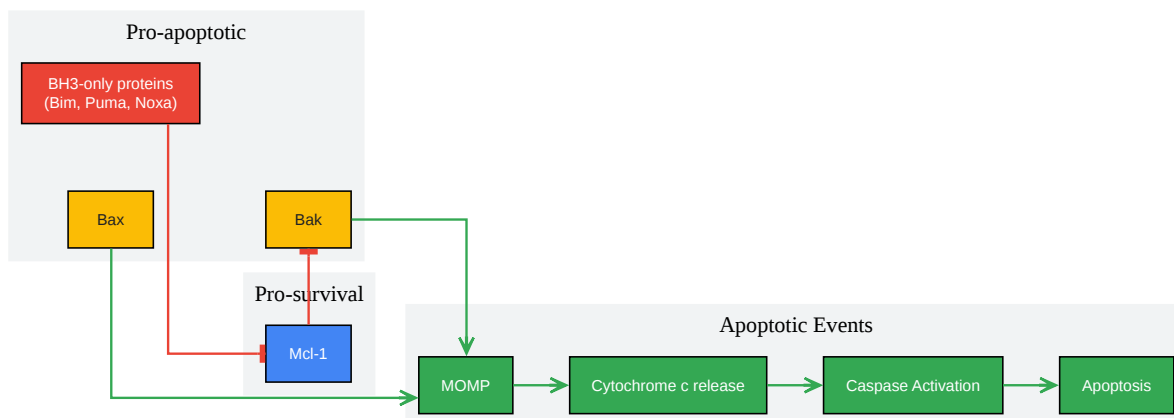 Pro-apoptotic
BH3-only proteins
(Bim, Puma, Noxa)
Bax
Bak
Pro-survival
Mcl-1
Apoptotic Events
MOMP
Cytochrome c release
Caspase Activation
Apoptosis